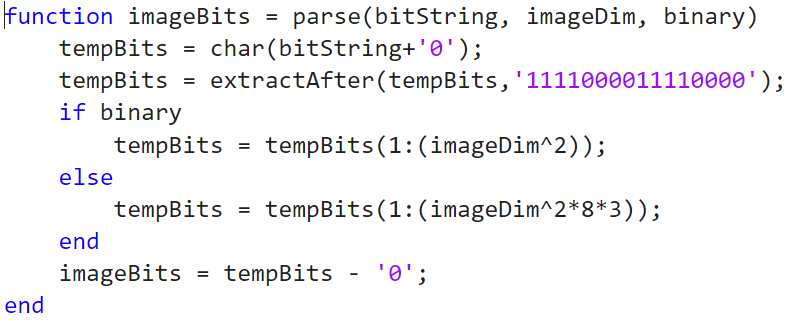 function imageBits = parse(bitString, imageDim, binary)
    tempBits = char(bitString+'0');
    tempBits = extractAfter(tempBits,'1111000011110000');
    if binary
        tempBits = tempBits(1:(imageDim^2));
    else
        tempBits = tempBits(1:(imageDim^2*8*3));
    end
    imageBits = tempBits - '0';
end